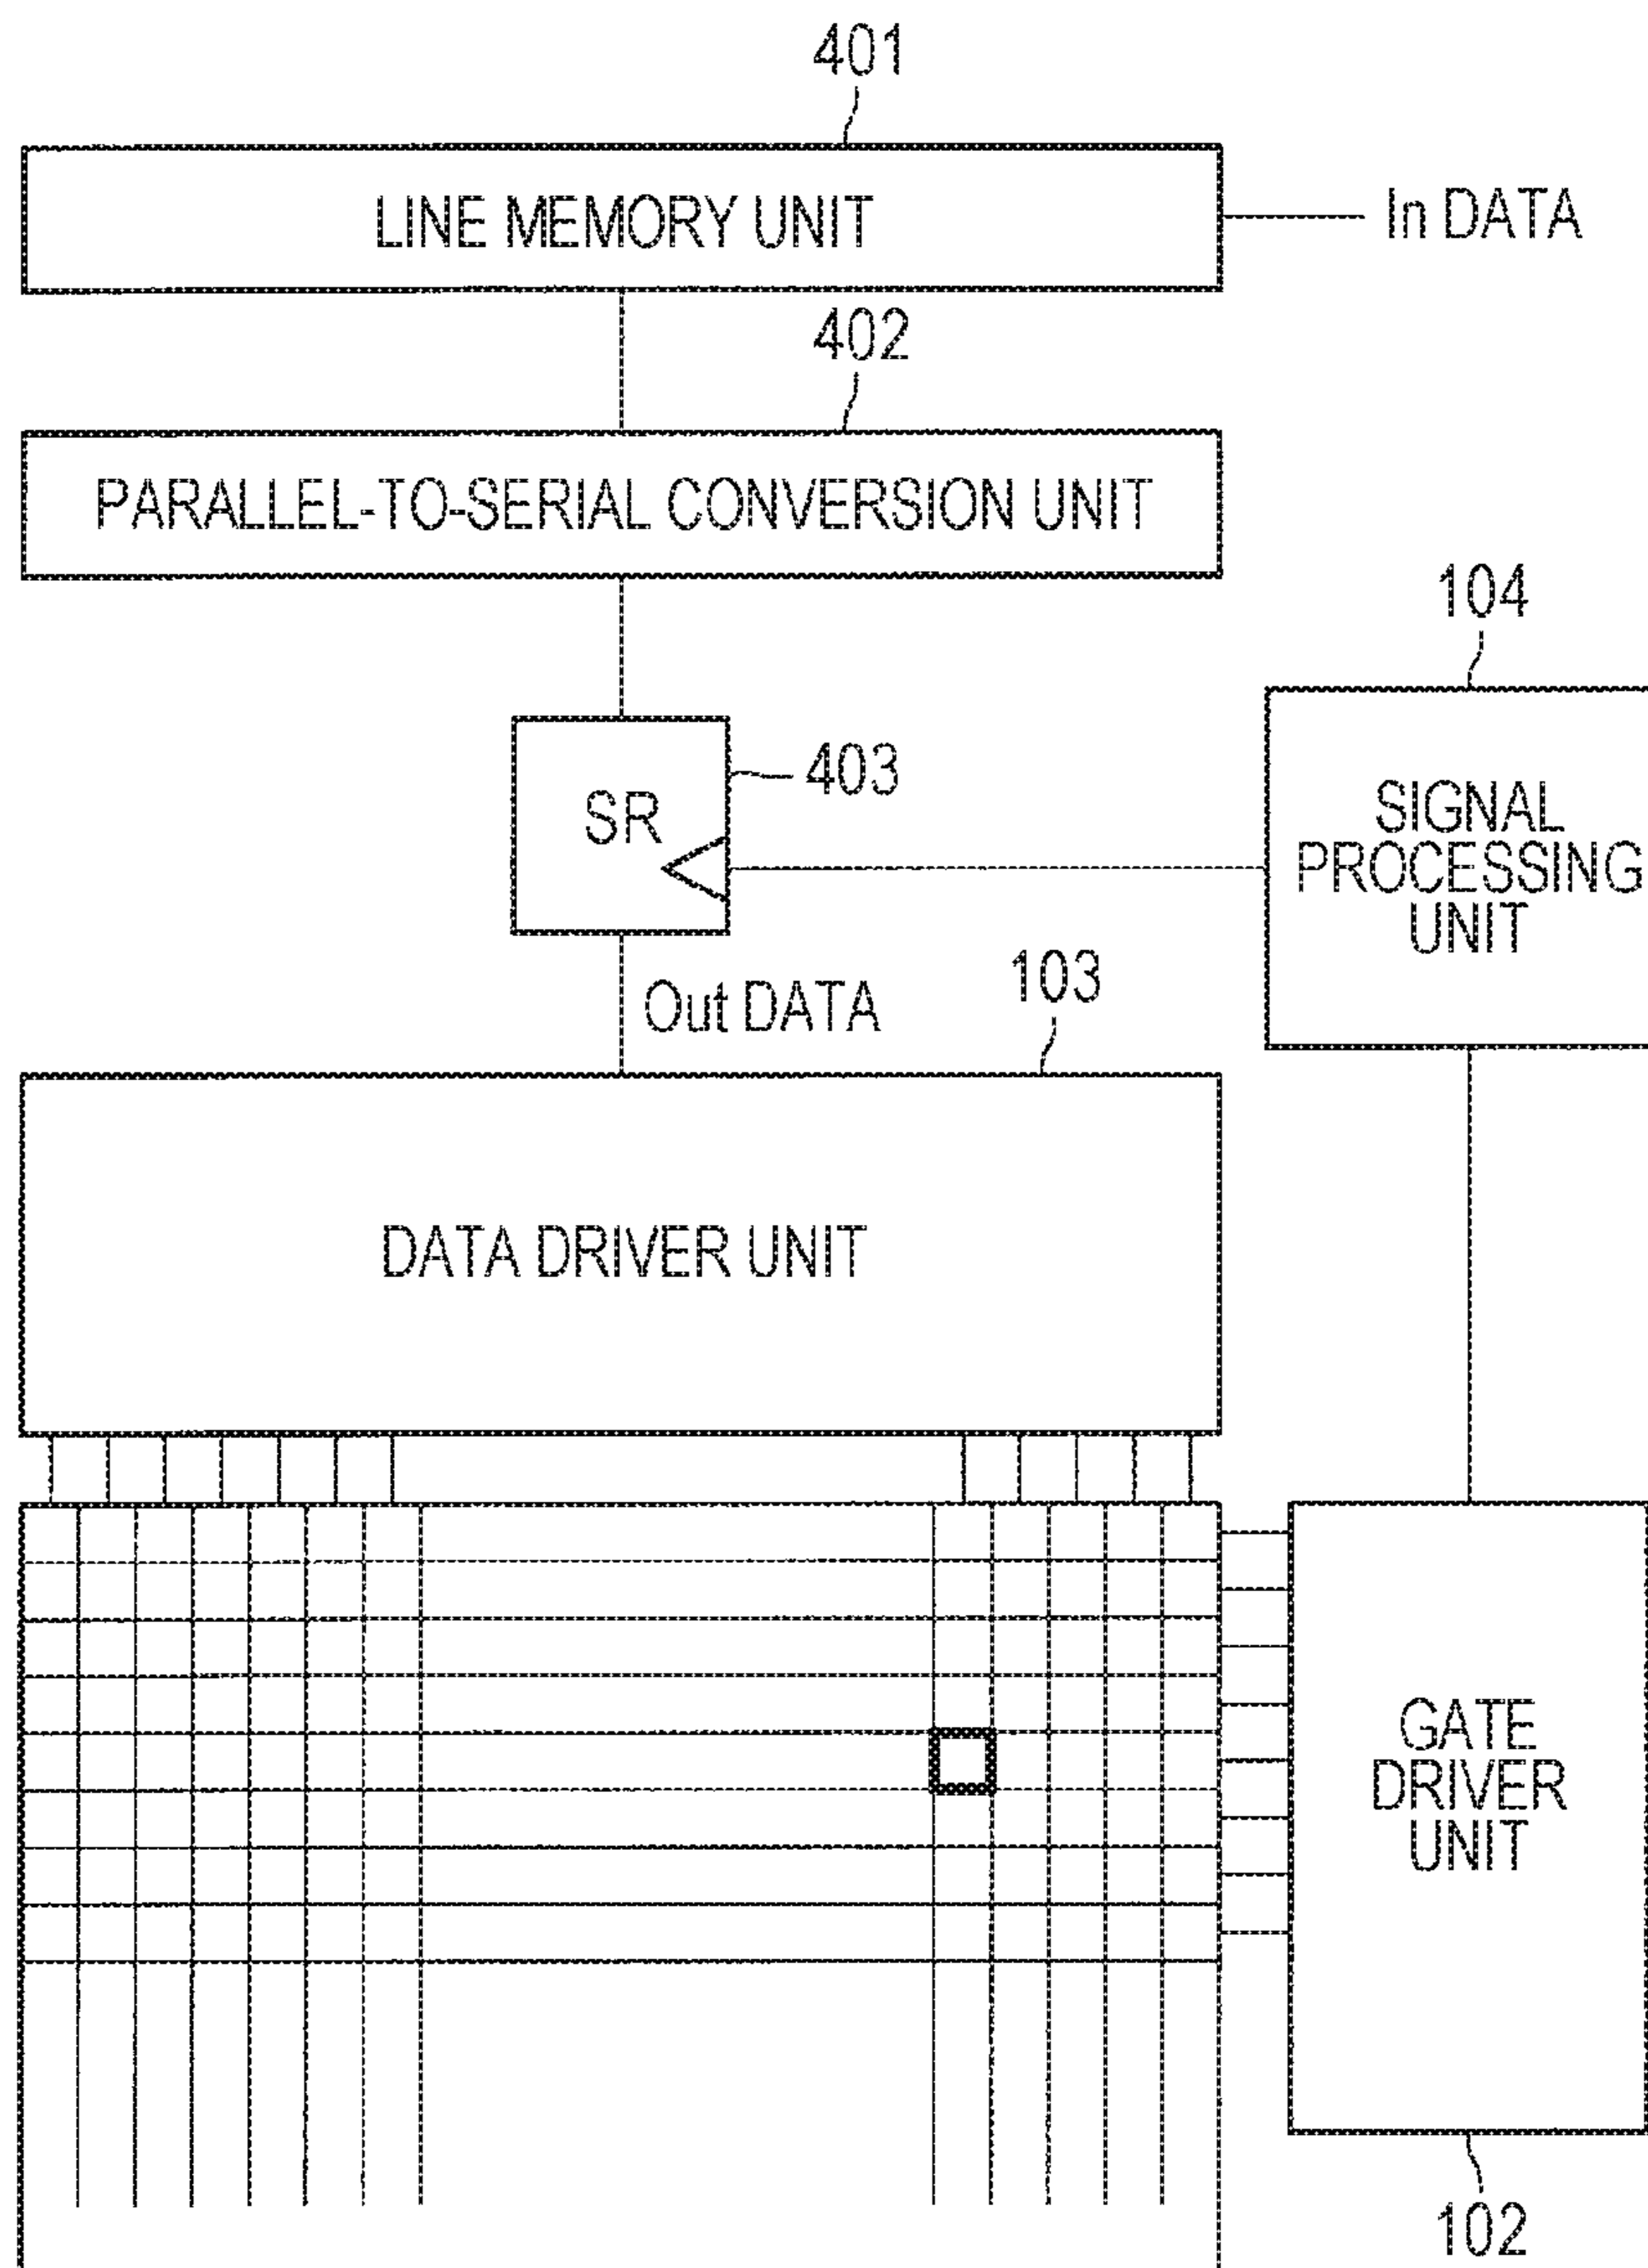 401
LINE MEMORY UNIT
In DATA
402
PARALLEL-TO-SERIAL CONVERSION UNIT
104
403
SR
SIGNAL
PROCESSING
UNIT
Out DATA
103
DATA DRIVER UNIT
GATE
DRIVER
UNIT
102